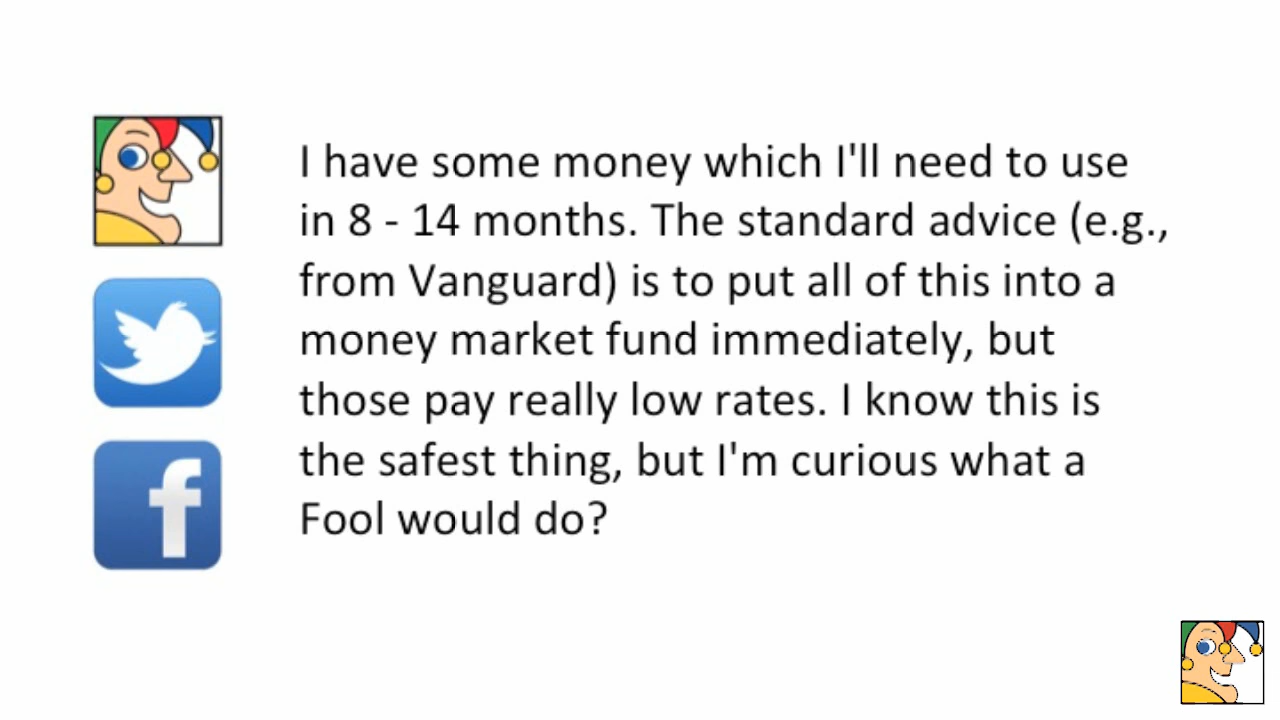 I have some money which I'll need to use
in 8 - 14 months. The standard advice (e.g.,
from Vanguard) is to put all of this into a
money market fund immediately, but
those pay really low rates. I know this is
the safest thing, but I'm curious what a
Fool would do?
f